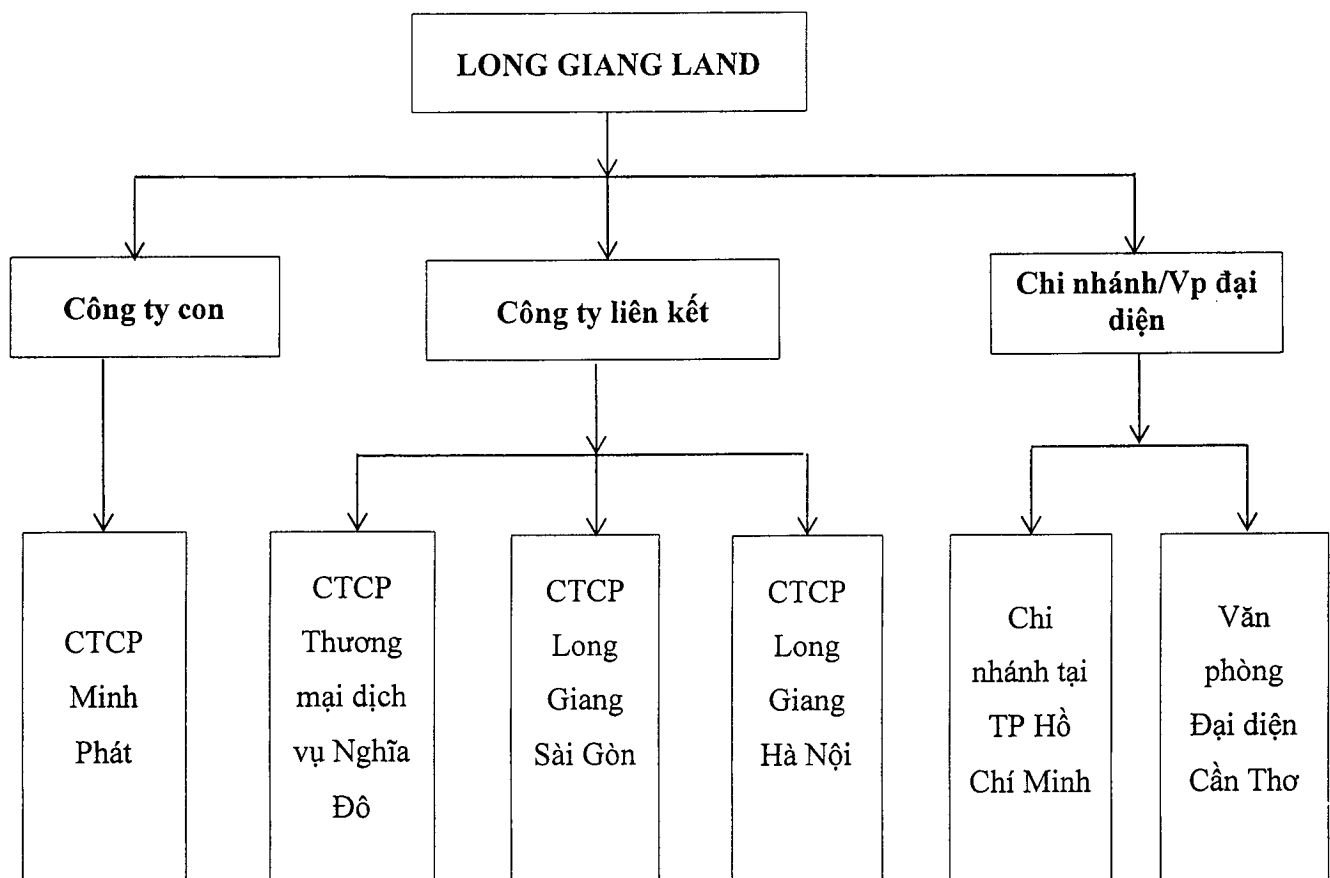 LONG GIANG LAND
Công ty con
Công ty liên kết
Chi nhánh/Vp đại
diện
CTCP
Minh
Phát
CTCP
Thương
mại dịch
vụ Nghĩa
Đô
CTCP
Long
Giang
Sài Gòn
CTCP
Long
Giang
Hà Nội
Chi
nhánh tại
TP Hồ
Chí Minh
Văn
phòng
Đại diện
Cần Thơ